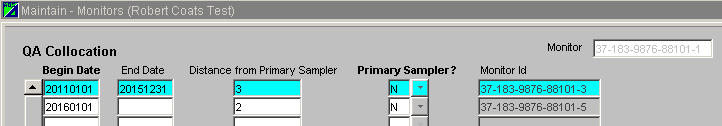 Maintain - Monitors (Robert Coats Test)
Monitor 37-183-9876-88101-1
QA Collocation
Begin Date End Date Distance from Primary Sampler Primary Sampler? Monitor Id
20110101 20151231 3 N 37-183-9876-88101-3
20160101 2 N 37-183-9876-88101-5